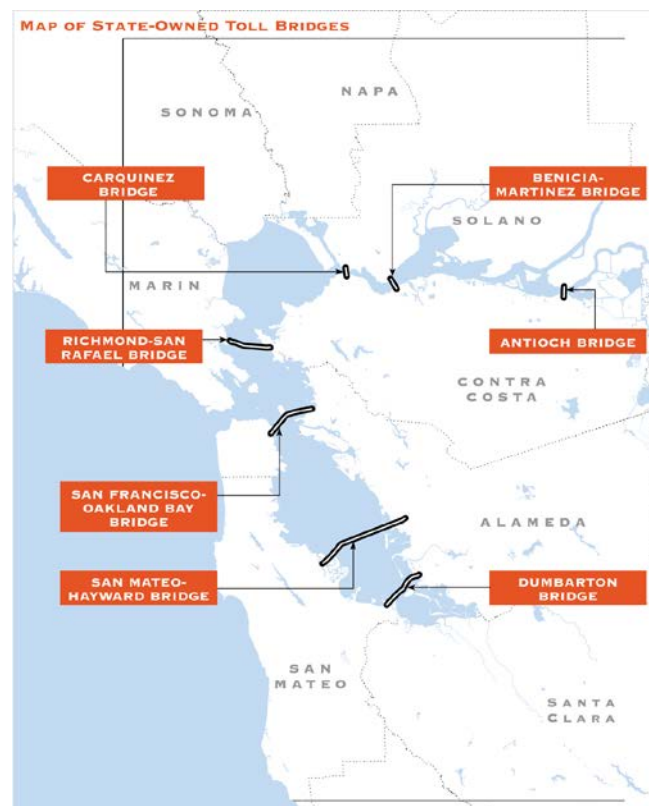 MAP OF STATE-OWNED TOLL BRIDGES
NAPA
SONOMA
CARQUINEZ
BRIDGE
BENICIA-
MARTINEZ BRIDGE
SOLANO
MARIN
RICHMOND-SAN
RAFAEL BRIDGE
ANTIOCH BRIDGE
CONTRA
COSTA
SAN FRANCISCO-
OAKLAND BAY
BRIDGE
ALAMEDA
SAN MATEO-
HAYWARD BRIDGE
DUMBARTON
BRIDGE
SAN
MATEO
SANTA
CLARA